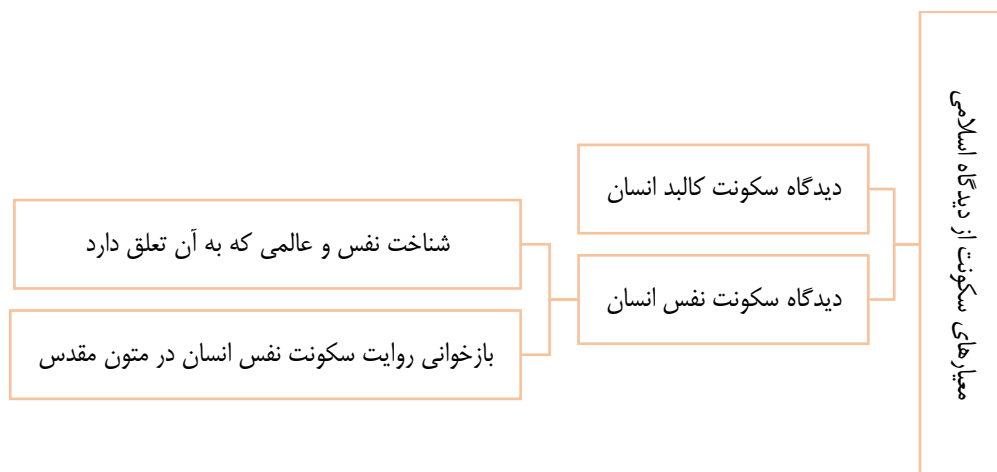 معیارهای سکونت از دیدگاه اسلامی
دیدگاه سکونت کالبد انسان
دیدگاه سکونت نفس انسان
شناخت نفس و عالمی که به آن تعلق دارد
بازخوانی روایت سکونت نفس انسان در متون مقدس